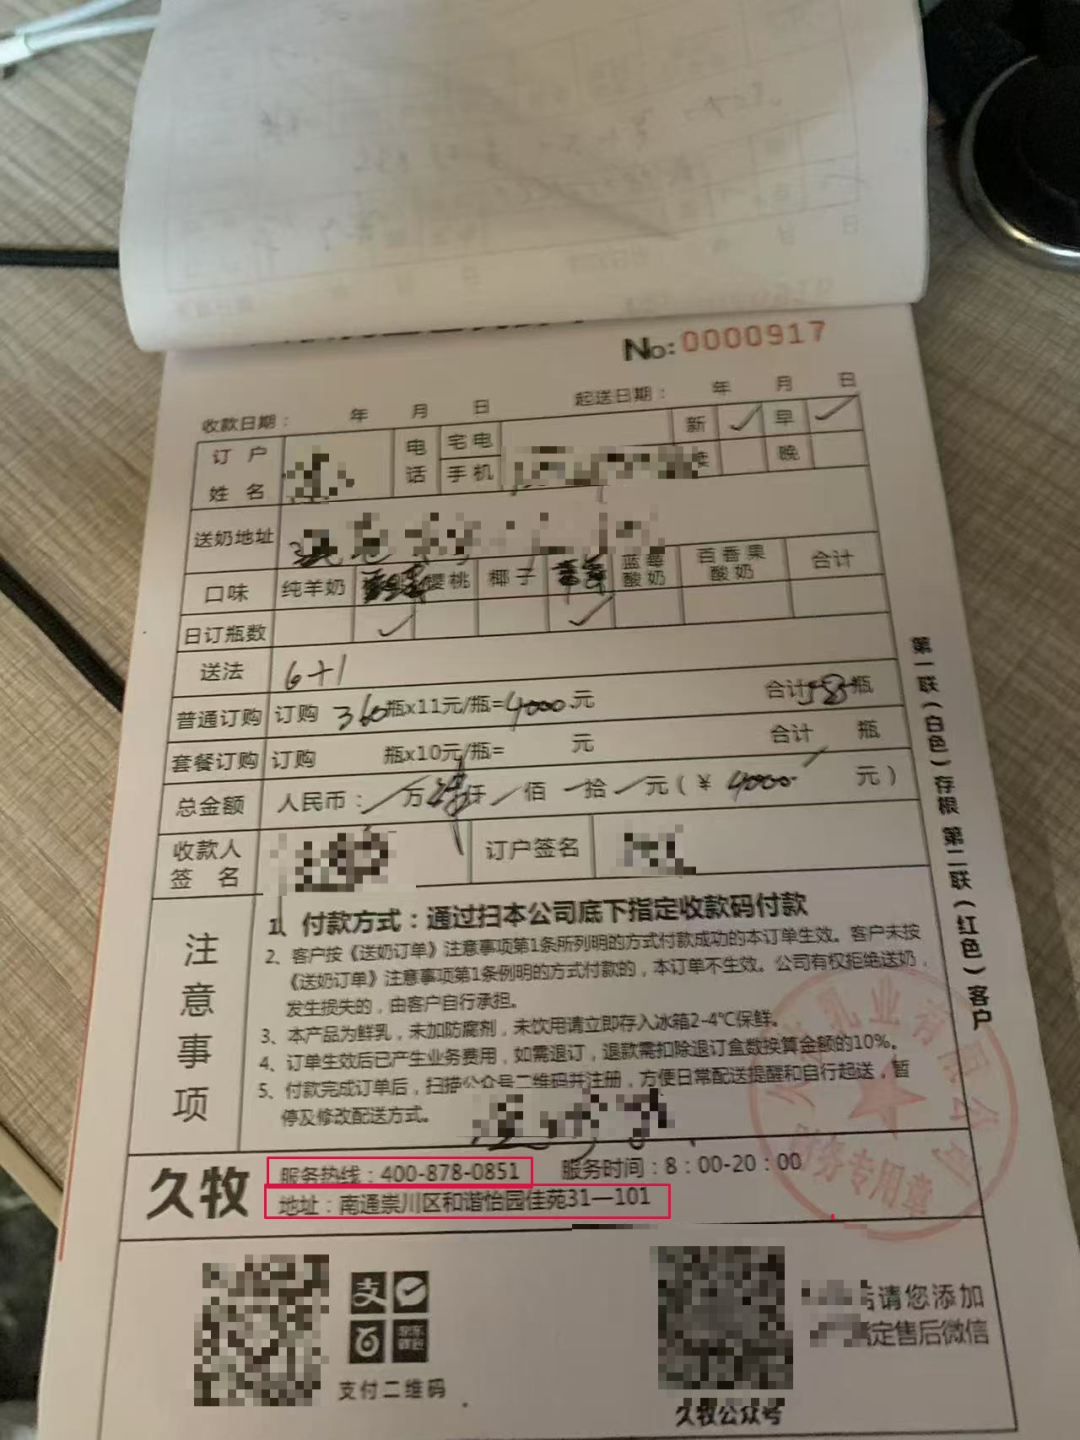 No: 0000917
收款日期： 年 月 日 起送日期： 年 月 日
订户姓名 电话 宅电 手机 新 ✓ 早 ✓ 晚
送奶地址
口味 纯羊奶 樱桃 椰子 蓝莓酸奶 百香果酸奶 合计
日订瓶数 ✓ ✓
送法 6+1
普通订购 订购 360瓶x11元/瓶=4000元 合计 瓶
套餐订购 订购 瓶x10元/瓶= 元 合计 瓶
总金额 人民币： 万 仟 佰 拾 元（￥4000 元）
收款人签名 订户签名
注意事项
1、付款方式：通过扫本公司底下指定收款码付款
2、客户按《送奶订单》注意事项第1条所列明的方式付款成功的本订单生效。客户未按
《送奶订单》注意事项第1条例明的方式付款的，本订单不生效。公司有权拒绝送奶，
发生损失的，由客户自行承担。
3、本产品为鲜乳，未加防腐剂，未饮用请立即存入冰箱2-4℃保鲜。
4、订单生效后已产生业务费用，如需退订，退款需扣除退订盒数换算金额的10%。
5、付款完成订单后，扫描公众号二维码并注册，方便日常配送提醒和自行起送，暂
停及修改配送方式。
久牧 服务热线：400-878-0851 服务时间：8：00-20：00
地址：南通崇川区和谐怡园佳苑31—101
乳业有限公司
财务专用章
第一联（白色）存根 第二联（红色）客户
支
支付二维码
久牧公众号
请您添加
定售后微信